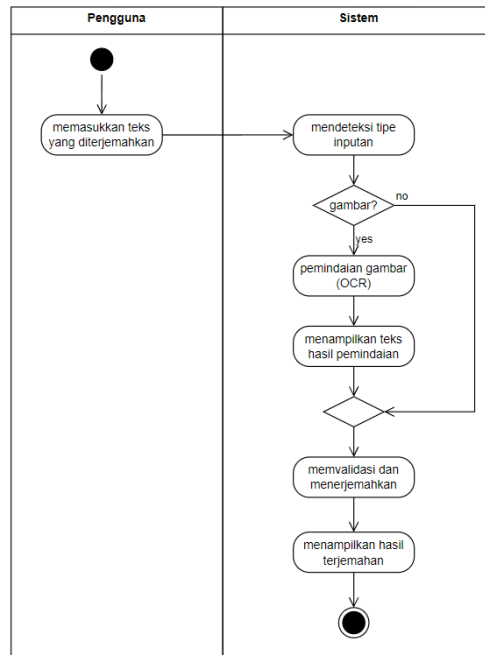 Pengguna
Sistem
memasukkan teks
yang diterjemahkan
mendeteksi tipe
inputan
gambar?
no
yes
pemindaian gambar
(OCR)
menampilkan teks
hasil pemindaian
memvalidasi dan
menerjemahkan
menampilkan hasil
terjemahan